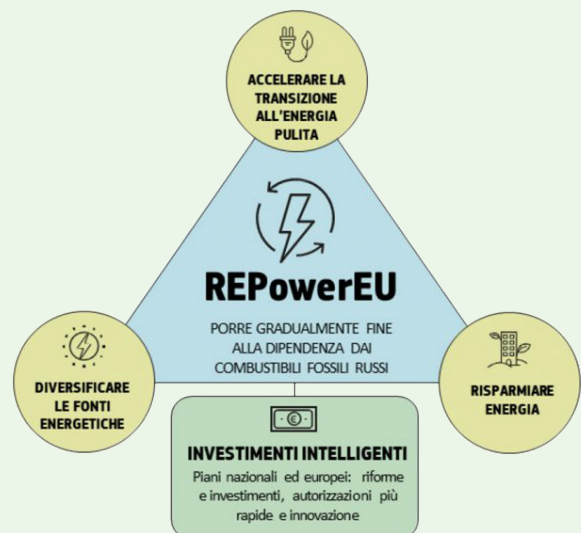 ACCELERARE LA
TRANSIZIONE
ALL'ENERGIA
PULITA
REPowerEU
PORRE GRADUALMENTE FINE
ALLA DIPENDENZA DAI
COMBUSTIBILI FOSSILI RUSSI
DIVERSIFICARE
LE FONTI
ENERGETICHE
RISPARMIARE
ENERGIA
INVESTIMENTI INTELLIGENTI
Piani nazionali ed europei: riforme
e investimenti, autorizzazioni più
rapide e innovazione